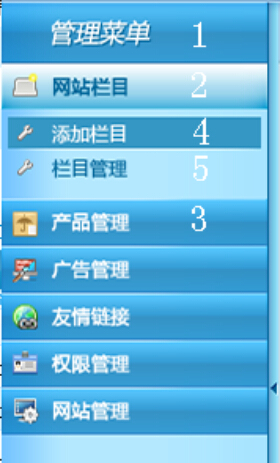 管理菜单 1
网站栏目 2
添加栏目 4
栏目管理 5
产品管理 3
广告管理
友情链接
权限管理
网站管理